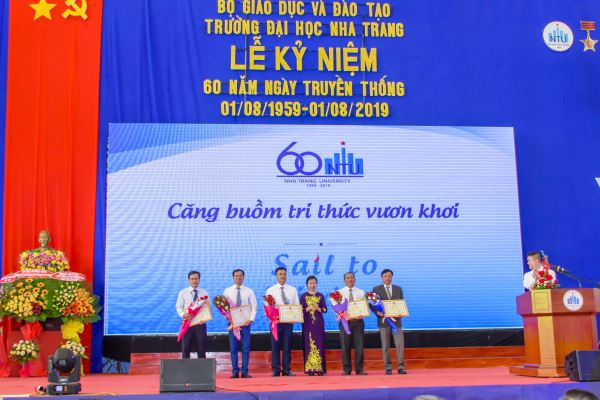 BỘ GIÁO DỤC VÀ ĐÀO TẠO
TRƯỜNG ĐẠI HỌC NHA TRANG
LỄ KỶ NIỆM
60 NĂM NGÀY TRUYỀN THỐNG
01/08/1959-01/08/2019
NTU
60 NTU
NHA TRANG UNIVERSITY
1959 2019
Căng buồm tri thức vươn khơi
Sail to